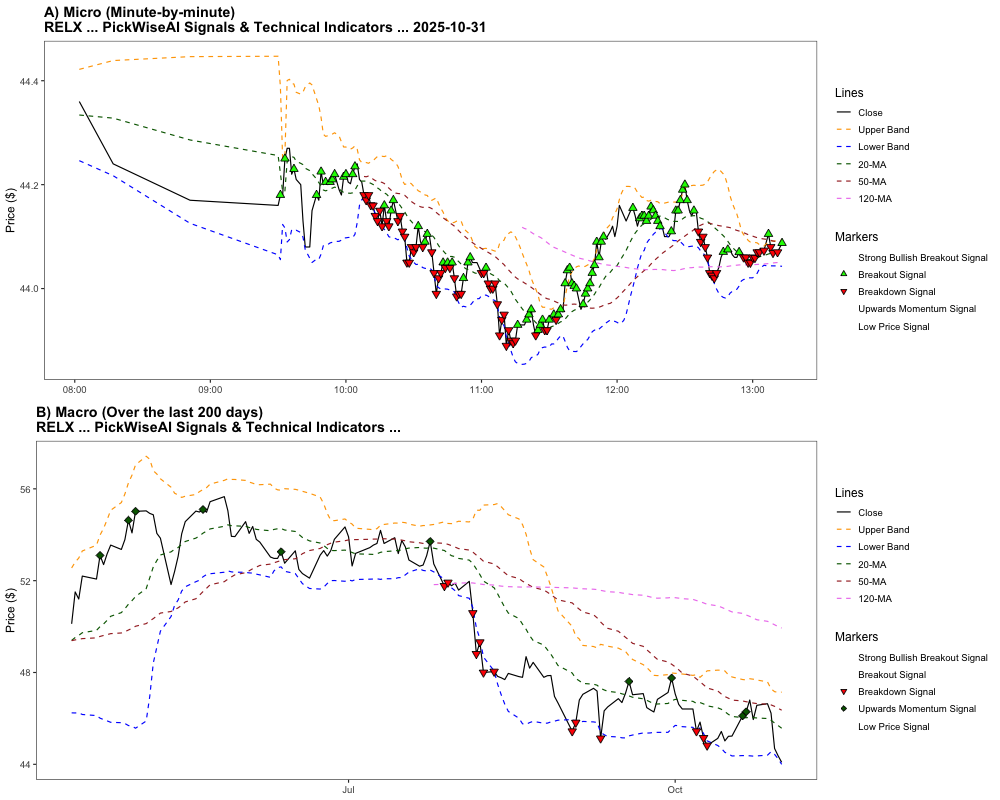 A) Micro (Minute-by-minute)
RELX ... PickWiseAI Signals & Technical Indicators ... 2025-10-31
Price ($)
44.4
44.2
44.0
08:00
09:00
10:00
11:00
12:00
13:00
Lines
Close
Upper Band
Lower Band
20-MA
50-MA
120-MA
Markers
Strong Bullish Breakout Signal
Breakout Signal
Breakdown Signal
Upwards Momentum Signal
Low Price Signal
B) Macro (Over the last 200 days)
RELX ... PickWiseAI Signals & Technical Indicators ...
Price ($)
56
52
48
44
Jul
Oct
Lines
Close
Upper Band
Lower Band
20-MA
50-MA
120-MA
Markers
Strong Bullish Breakout Signal
Breakout Signal
Breakdown Signal
Upwards Momentum Signal
Low Price Signal